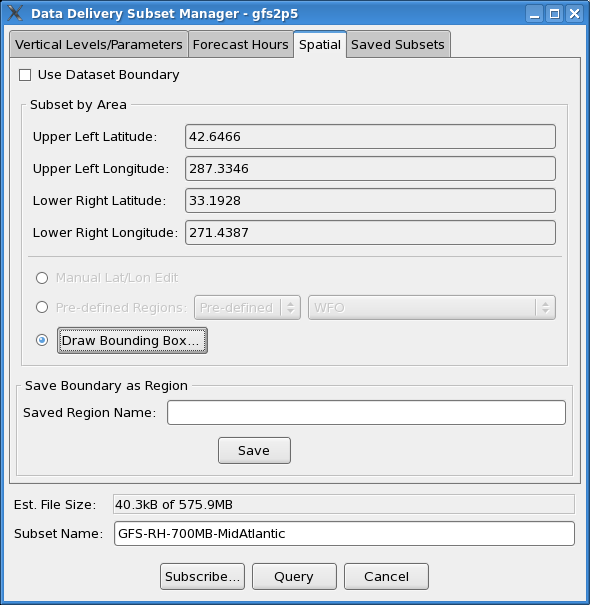 Data Delivery Subset Manager - gfs2p5
Vertical Levels/Parameters Forecast Hours Spatial Saved Subsets
Use Dataset Boundary
Subset by Area
Upper Left Latitude: 42.6466
Upper Left Longitude: 287.3346
Lower Right Latitude: 33.1928
Lower Right Longitude: 271.4387
Manual Lat/Lon Edit
Pre-defined Regions: Pre-defined WFO
Draw Bounding Box...
Save Boundary as Region
Saved Region Name:
Save
Est. File Size: 40.3kB of 575.9MB
Subset Name: GFS-RH-700MB-MidAtlantic
Subscribe... Query Cancel